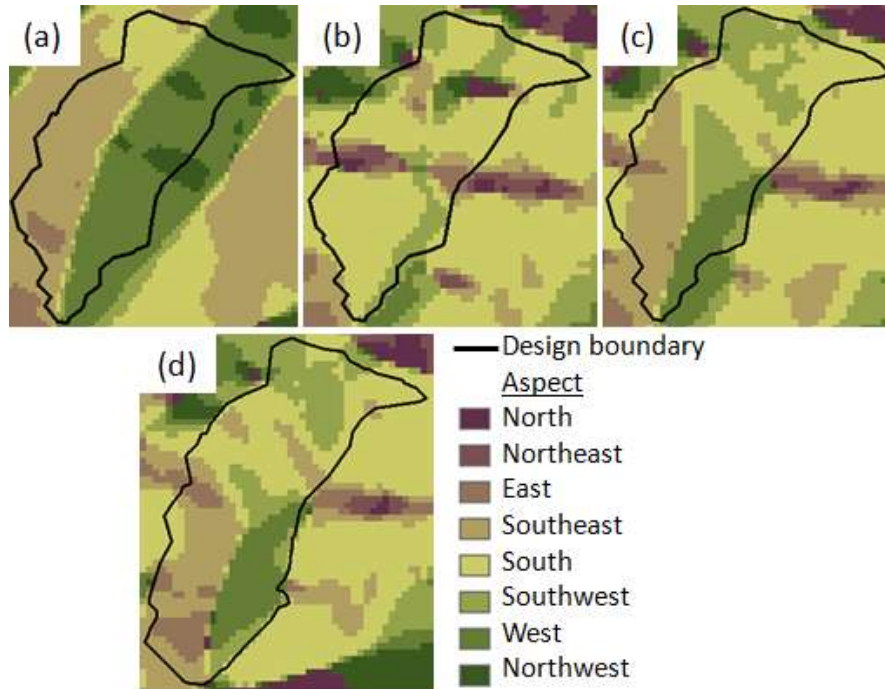 (a)
(b)
(c)
(d)
Design boundary
Aspect
North
Northeast
East
Southeast
South
Southwest
West
Northwest